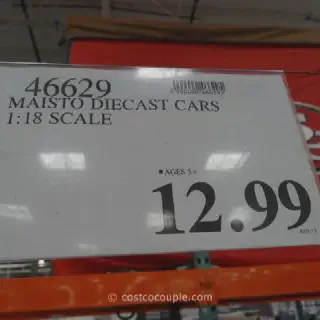 46629
MAISTO DIECAST CARS
1:18 SCALE
■ AGES 3+
12.99
costcocouple.com